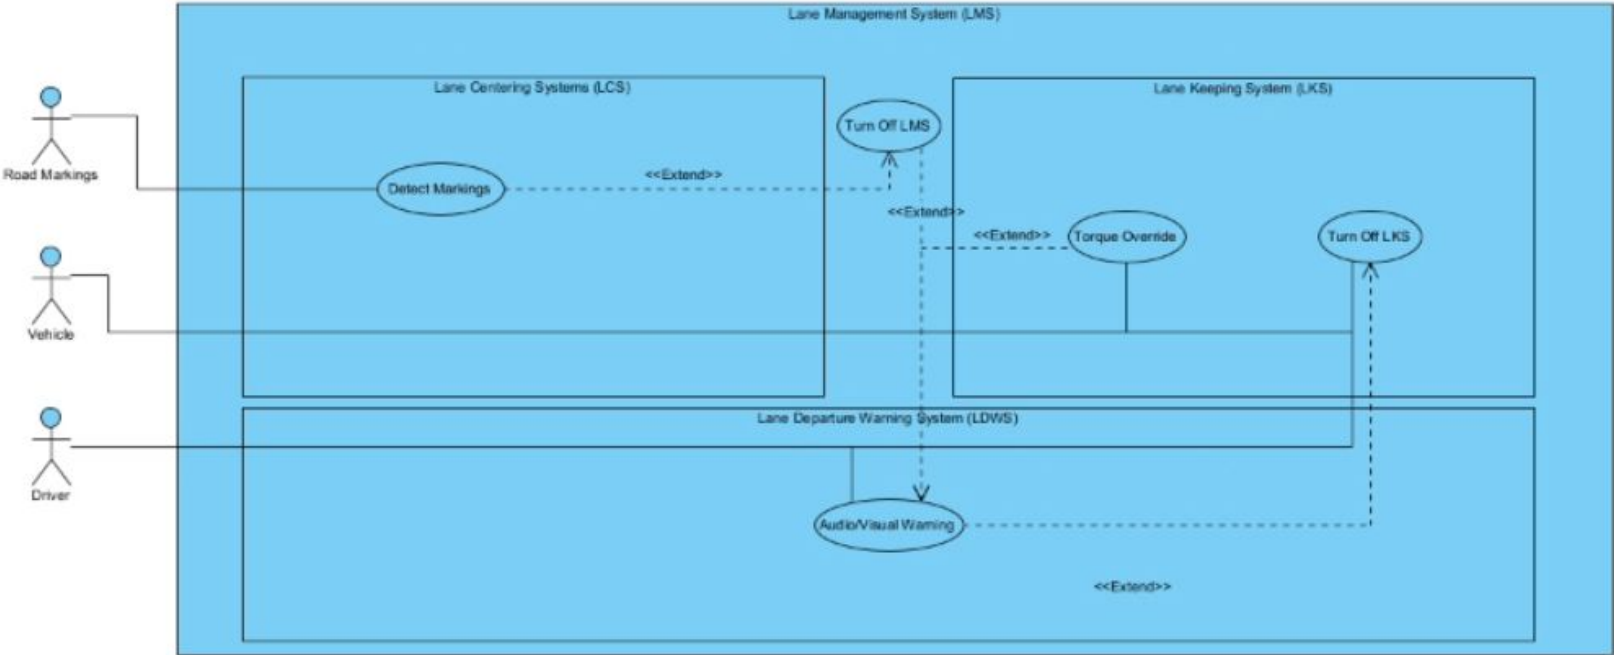 Lane Management System (LMS)
Lane Centering Systems (LCS)
Lane Keeping System (LKS)
Turn Off LMS
Road Markings
<<Extend>>
Detect Markings
<<Extend>>
<<Extend>>
Torque Override
Turn Off LKS
Vehicle
Lane Departure Warning System (LDWS)
Driver
Audio/Visual Warning
<<Extend>>